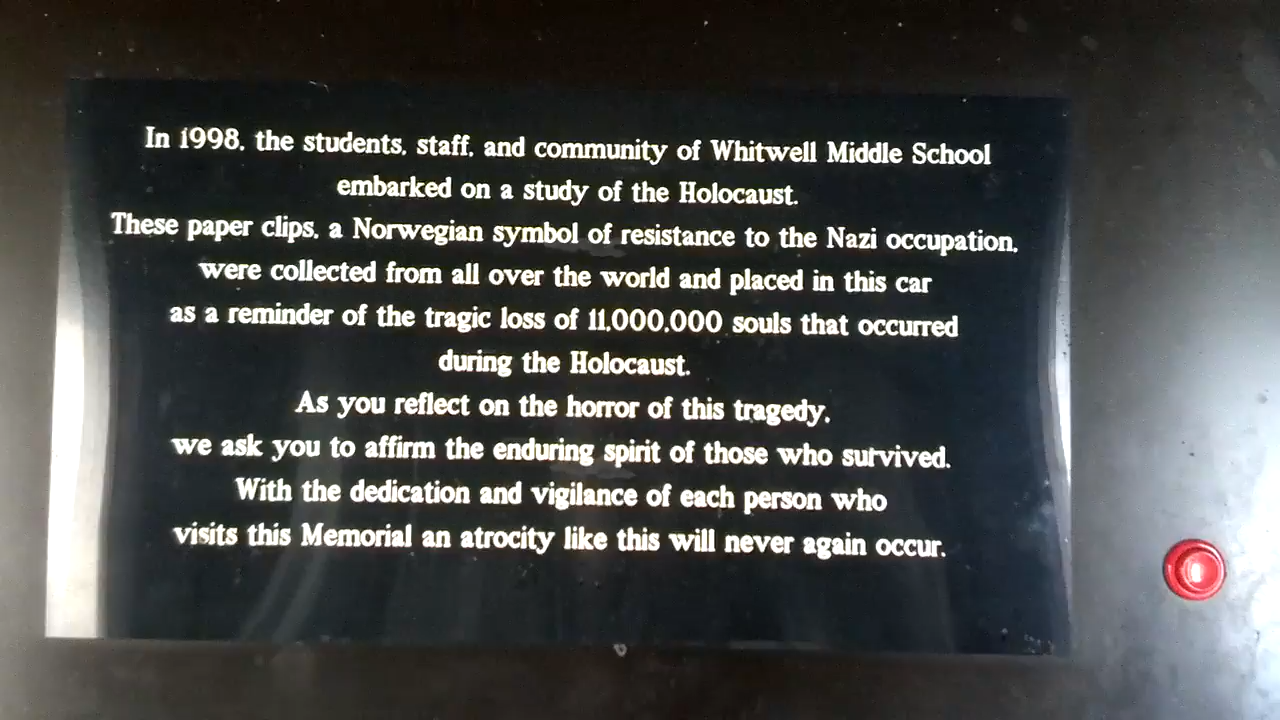 In 1998, the students, staff, and community of Whitwell Middle School
embarked on a study of the Holocaust.
These paper clips, a Norwegian symbol of resistance to the Nazi occupation,
were collected from all over the world and placed in this car
as a reminder of the tragic loss of 11,000,000 souls that occurred
during the Holocaust.
As you reflect on the horror of this tragedy,
we ask you to affirm the enduring spirit of those who survived.
With the dedication and vigilance of each person who
visits this Memorial an atrocity like this will never again occur.